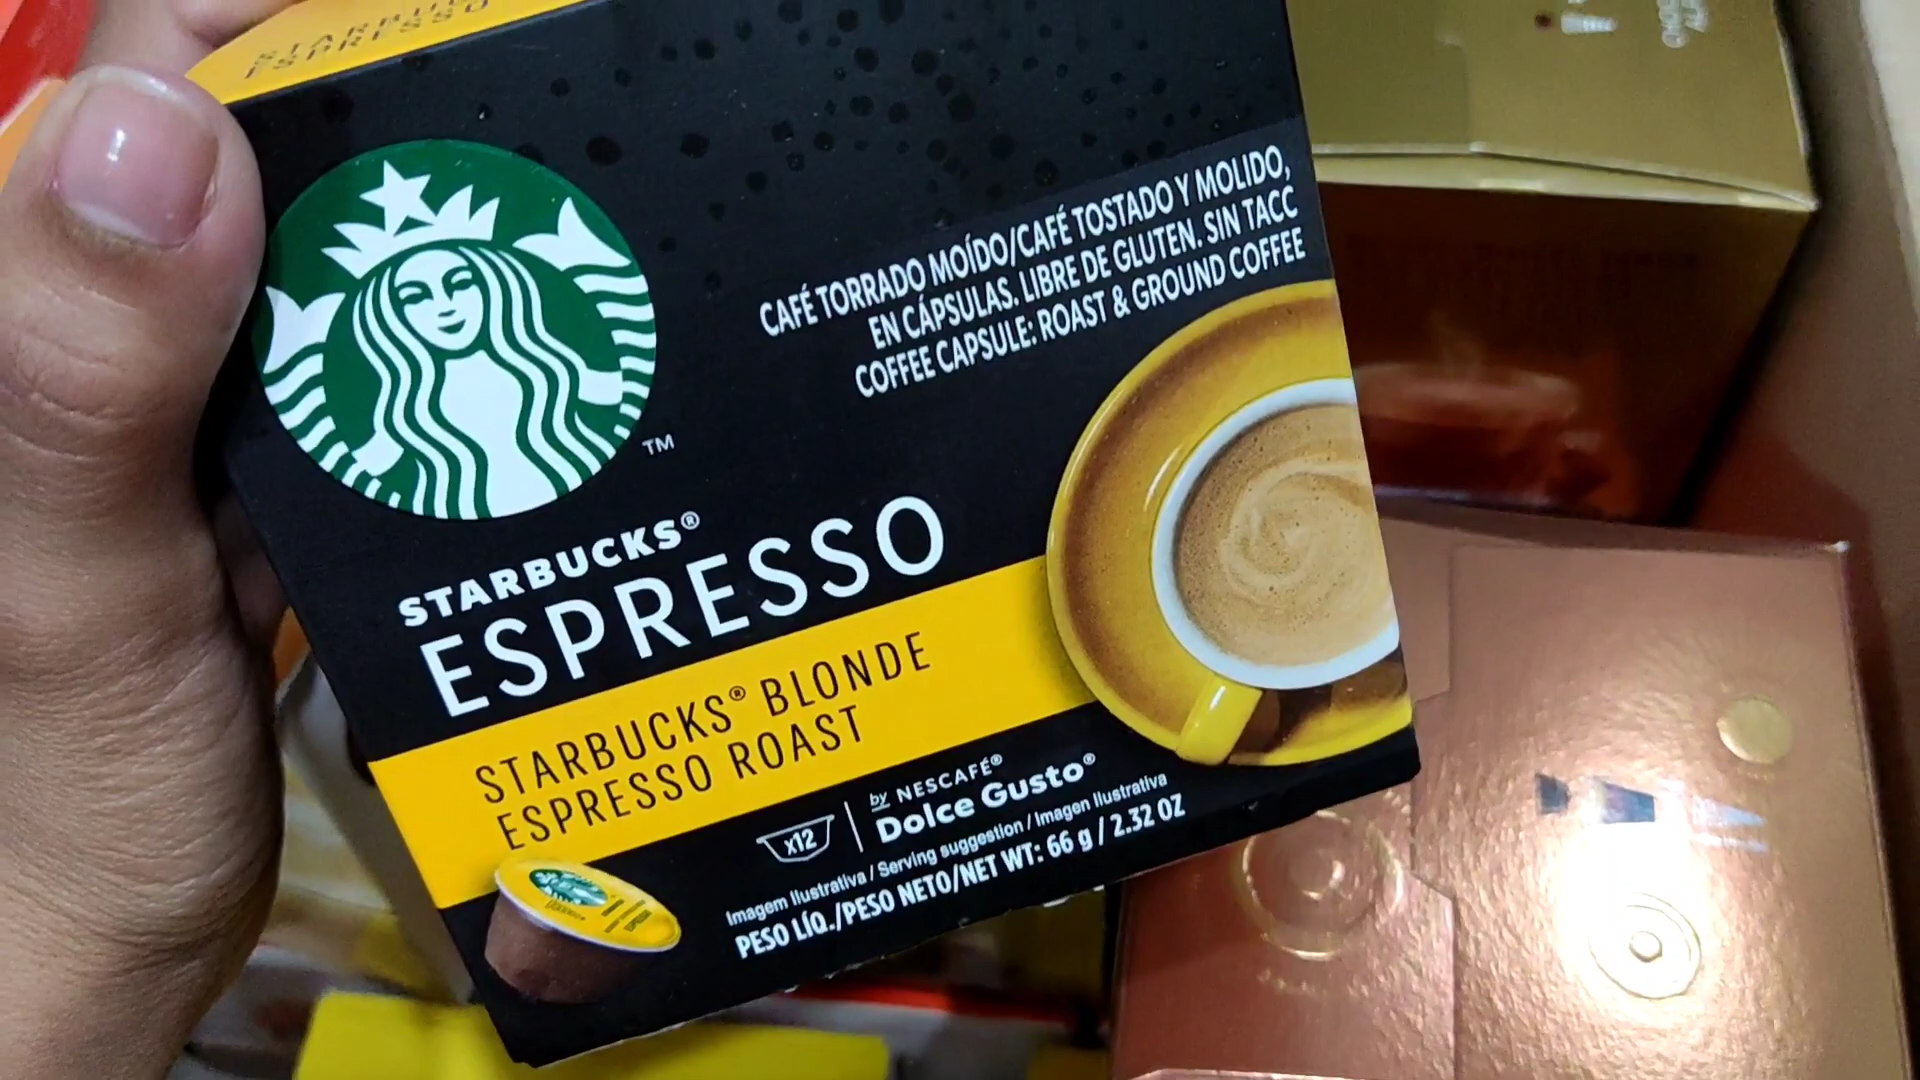 STARBUCKS
ESPRESSO
CAFÉ TORRADO MOÍDO/CAFÉ TOSTADO Y MOLIDO,
EN CÁPSULAS. LIBRE DE GLUTEN. SIN TACC
COFFEE CAPSULE: ROAST & GROUND COFFEE
TM
STARBUCKS®
ESPRESSO
STARBUCKS® BLONDE
ESPRESSO ROAST
x12
by NESCAFÉ®
Dolce Gusto®
Imagem Ilustrativa / Serving suggestion / Imagen Ilustrativa
PESO LÍQ./PESO NETO/NET WT: 66 g / 2.32 OZ